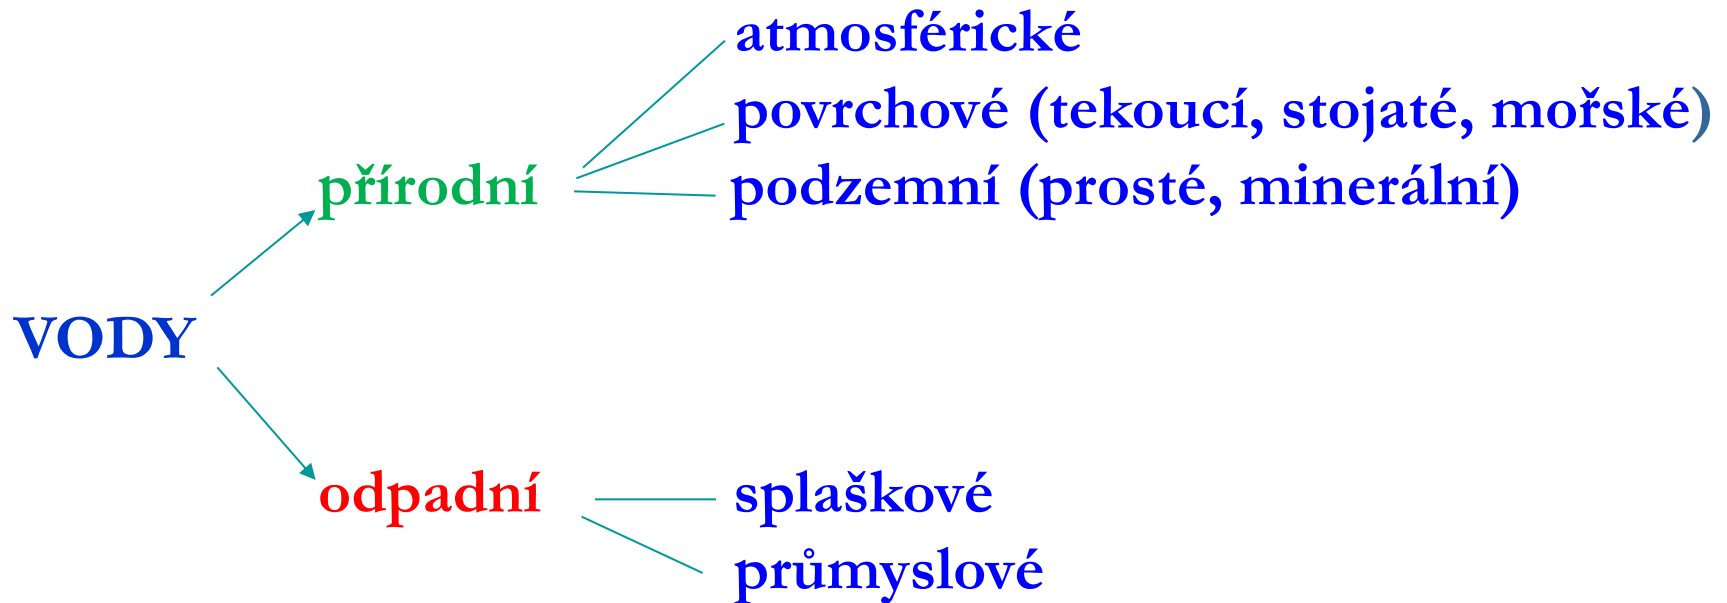 atmosférické
povrchové (tekoucí, stojaté, mořské)
přírodní podzemní (prosté, minerální)
VODY
odpadní splaškové
průmyslové